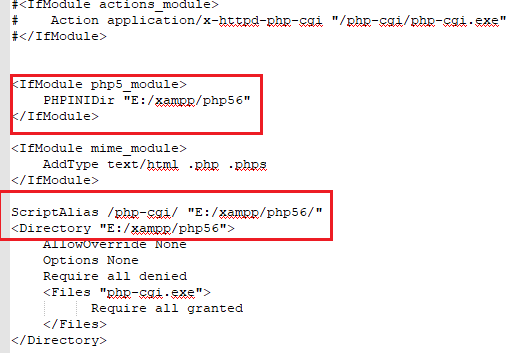 #<IfModule actions_module>
#    Action application/x-httpd-php-cgi "/php-cgi/php-cgi.exe"
#</IfModule>
<IfModule php5_module>
    PHPINIDir "E:/xampp/php56"
</IfModule>
<IfModule mime_module>
    AddType text/html .php .phps
</IfModule>
ScriptAlias /php-cgi/ "E:/xampp/php56/"
<Directory "E:/xampp/php56">
    AllowOverride None
    Options None
    Require all denied
    <Files "php-cgi.exe">
          Require all granted
    </Files>
</Directory>